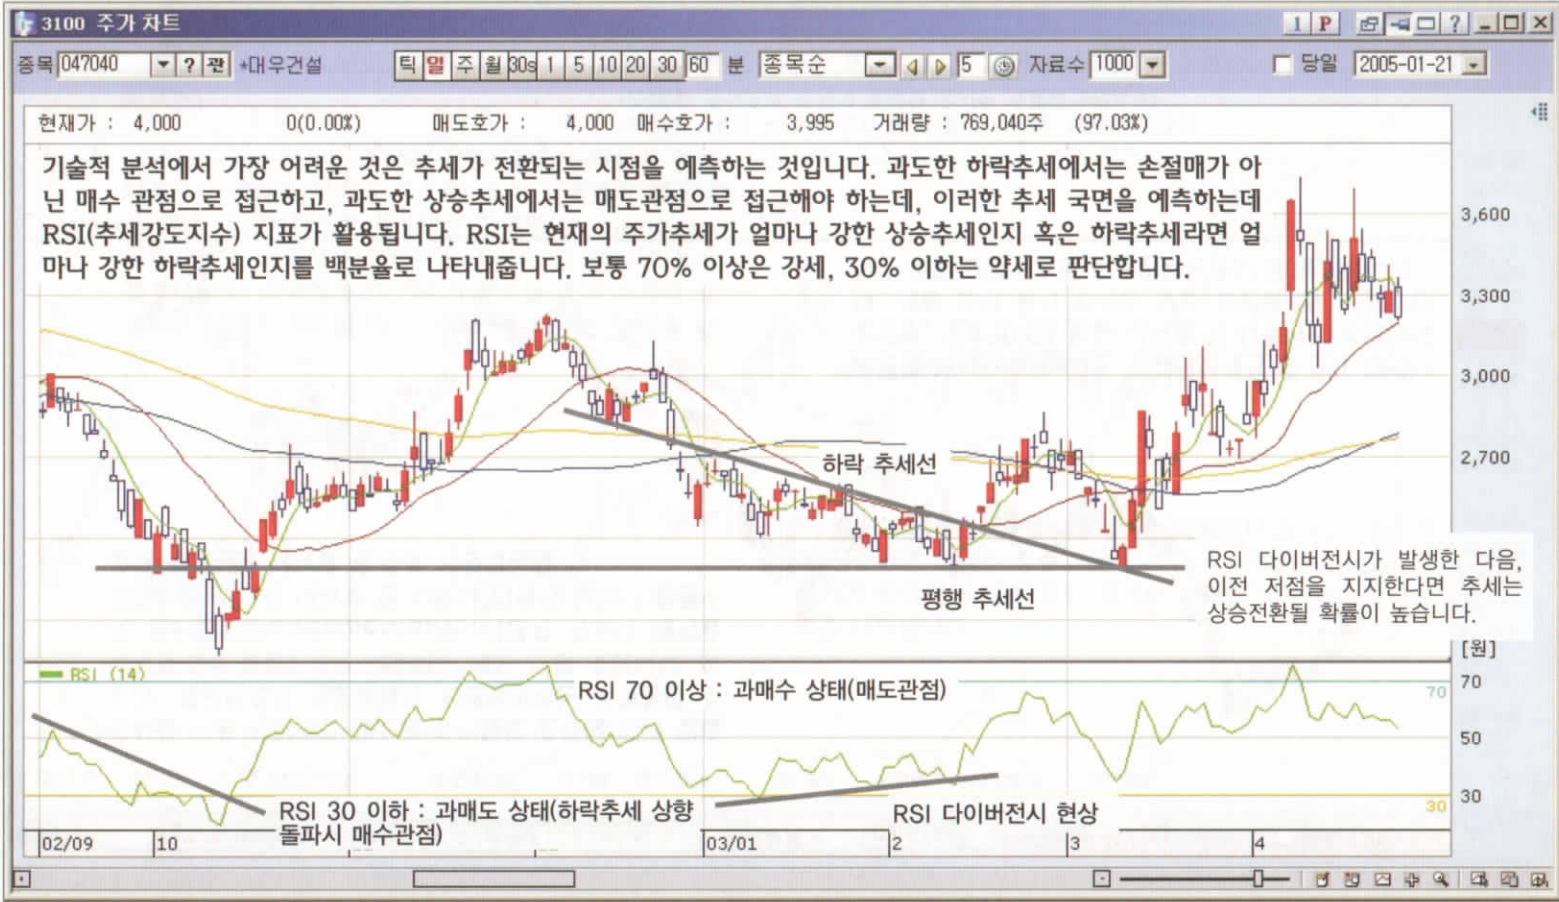 3100 주가 차트
1 P ?
종목 047040 ? 관 *대우건설 틱 일 주 월 30s 1 5 10 20 30 60 분 종목순 5 자료수 1000 당일 2005-01-21
현재가 : 4,000 0(0.00%) 매도호가 : 4,000 매수호가 : 3,995 거래량 : 769,040주 (97.03%)
기술적 분석에서 가장 어려운 것은 추세가 전환되는 시점을 예측하는 것입니다. 과도한 하락추세에서는 손절매가 아
닌 매수 관점으로 접근하고, 과도한 상승추세에서는 매도관점으로 접근해야 하는데, 이러한 추세 국면을 예측하는데
RSI(추세강도지수) 지표가 활용됩니다. RSI는 현재의 주가추세가 얼마나 강한 상승추세인지 혹은 하락추세라면 얼
마나 강한 하락추세인지를 백분율로 나타내줍니다. 보통 70% 이상은 강세, 30% 이하는 약세로 판단합니다.
3,600
3,300
3,000
2,700
하락 추세선
평행 추세선
RSI 다이버전시가 발생한 다음,
이전 저점을 지지한다면 추세는
상승전환될 확률이 높습니다.
[원]
RSI (14)
RSI 70 이상 : 과매수 상태(매도관점)
70 70
50
RSI 30 이하 : 과매도 상태(하락추세 상향
돌파시 매수관점)
RSI 다이버전시 현상
30 30
02/09 10 03/01 2 3 4